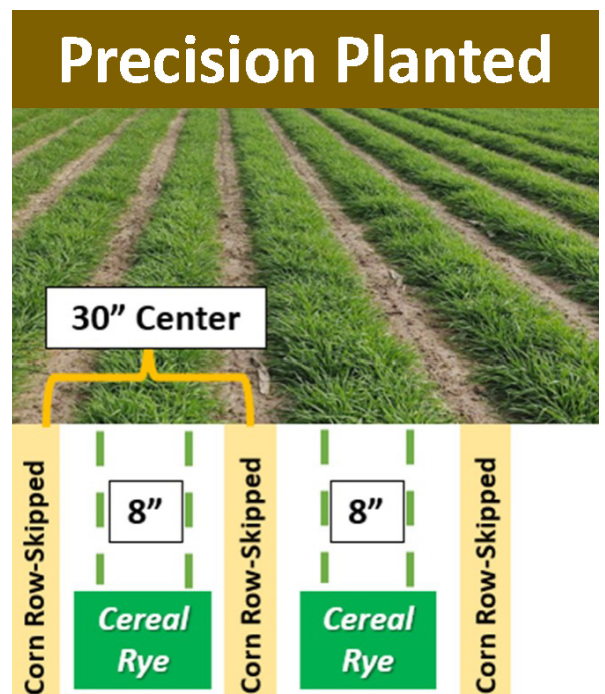 Precision Planted
30” Center
Corn Row-Skipped
8”
Cereal
Rye
Corn Row-Skipped
8”
Cereal
Rye
Corn Row-Skipped